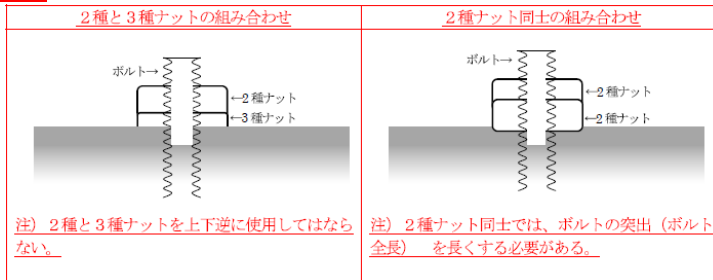 ２種と３種ナットの組み合わせ
ボルト→
←2 種ナット
←3 種ナット
注） ２種と３種ナットを上下逆に使用してはなら
ない。
２種ナット同士の組み合わせ
ボルト→
←2 種ナット
←2 種ナット
注） ２種ナット同士では、ボルトの突出（ボルト
全長） を長くする必要がある。